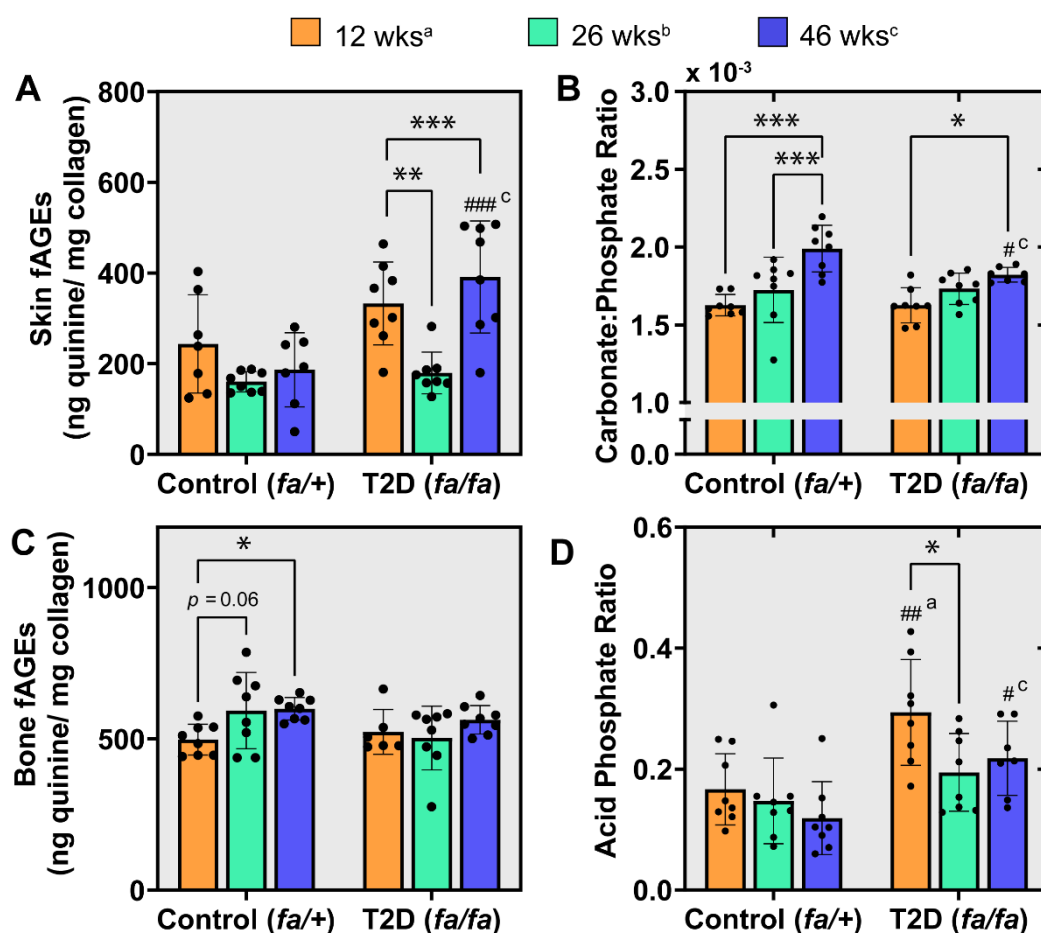 12 wksᵃ 26 wksᵇ 46 wksᶜ
A
Skin fAGEs
(ng quinine/ mg collagen)
800
600
400
200
0
***
**
### c
Control (fa/+) T2D (fa/fa)
B
x 10⁻³
Carbonate:Phosphate Ratio
3.0
2.5
2.0
1.5
1.0
0.0
***
***
*
# c
Control (fa/+) T2D (fa/fa)
C
Bone fAGEs
(ng quinine/ mg collagen)
1000
500
0
*
p = 0.06
Control (fa/+) T2D (fa/fa)
D
Acid Phosphate Ratio
0.6
0.4
0.2
0.0
*
## a
# c
Control (fa/+) T2D (fa/fa)